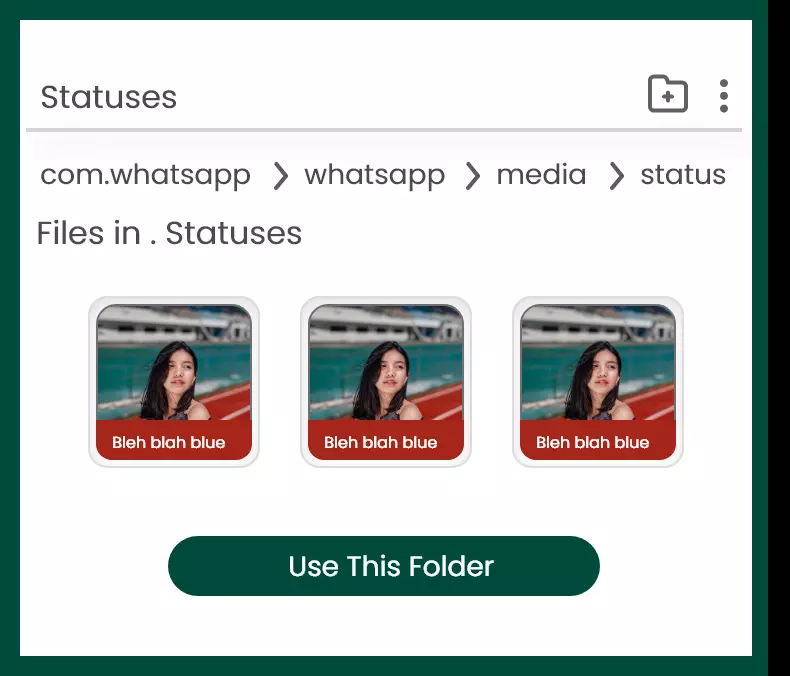 Statuses
com.whatsapp > whatsapp > media > status
Files in . Statuses
Bleh blah blue
Bleh blah blue
Bleh blah blue
Use This Folder